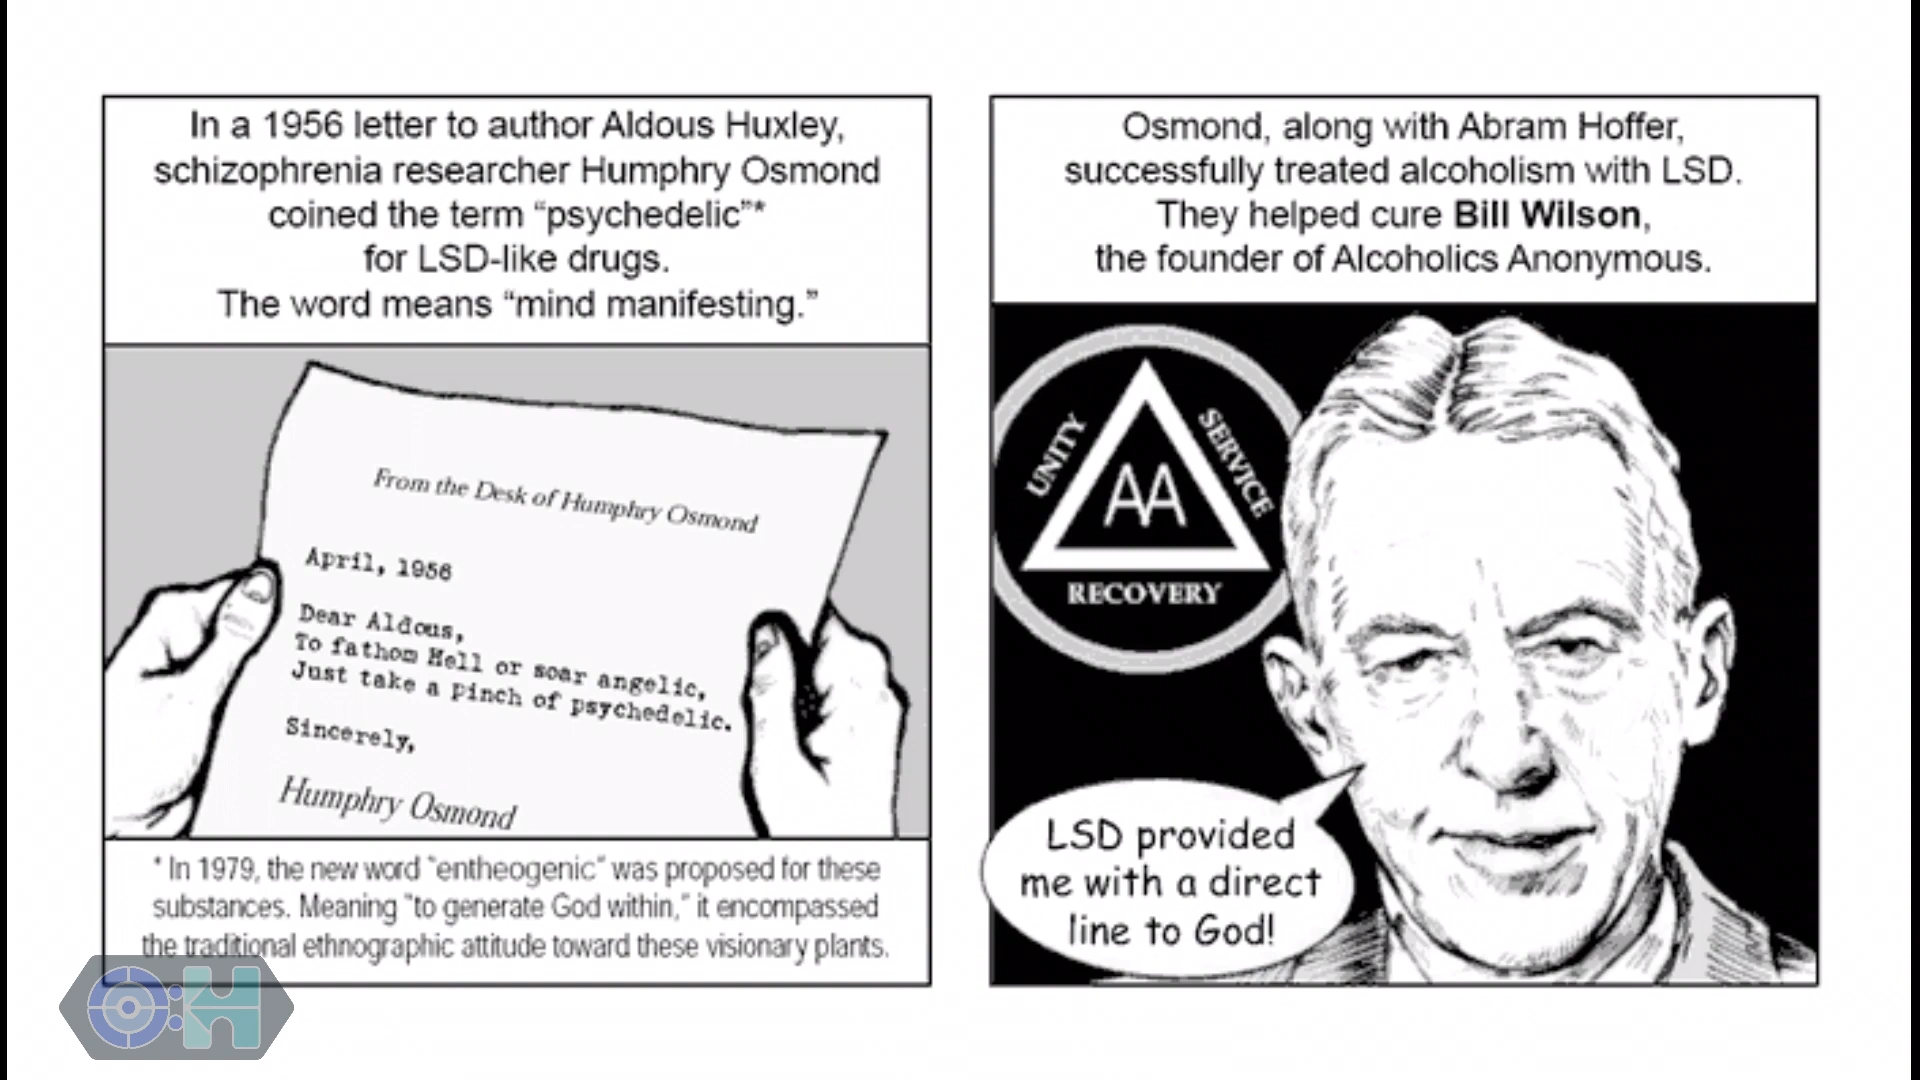 In a 1956 letter to author Aldous Huxley,
schizophrenia researcher Humphry Osmond
coined the term “psychedelic”*
for LSD-like drugs.
The word means “mind manifesting.”
From the Desk of Humphry Osmond
April, 1956
Dear Aldous,
To fathom Hell or soar angelic,
Just take a pinch of psychedelic.
Sincerely,
Humphry Osmond
* In 1979, the new word “entheogenic” was proposed for these
substances. Meaning “to generate God within,” it encompassed
the traditional ethnographic attitude toward these visionary plants.
Osmond, along with Abram Hoffer,
successfully treated alcoholism with LSD.
They helped cure Bill Wilson,
the founder of Alcoholics Anonymous.
UNITY
SERVICE
AA
RECOVERY
LSD provided
me with a direct
line to God!